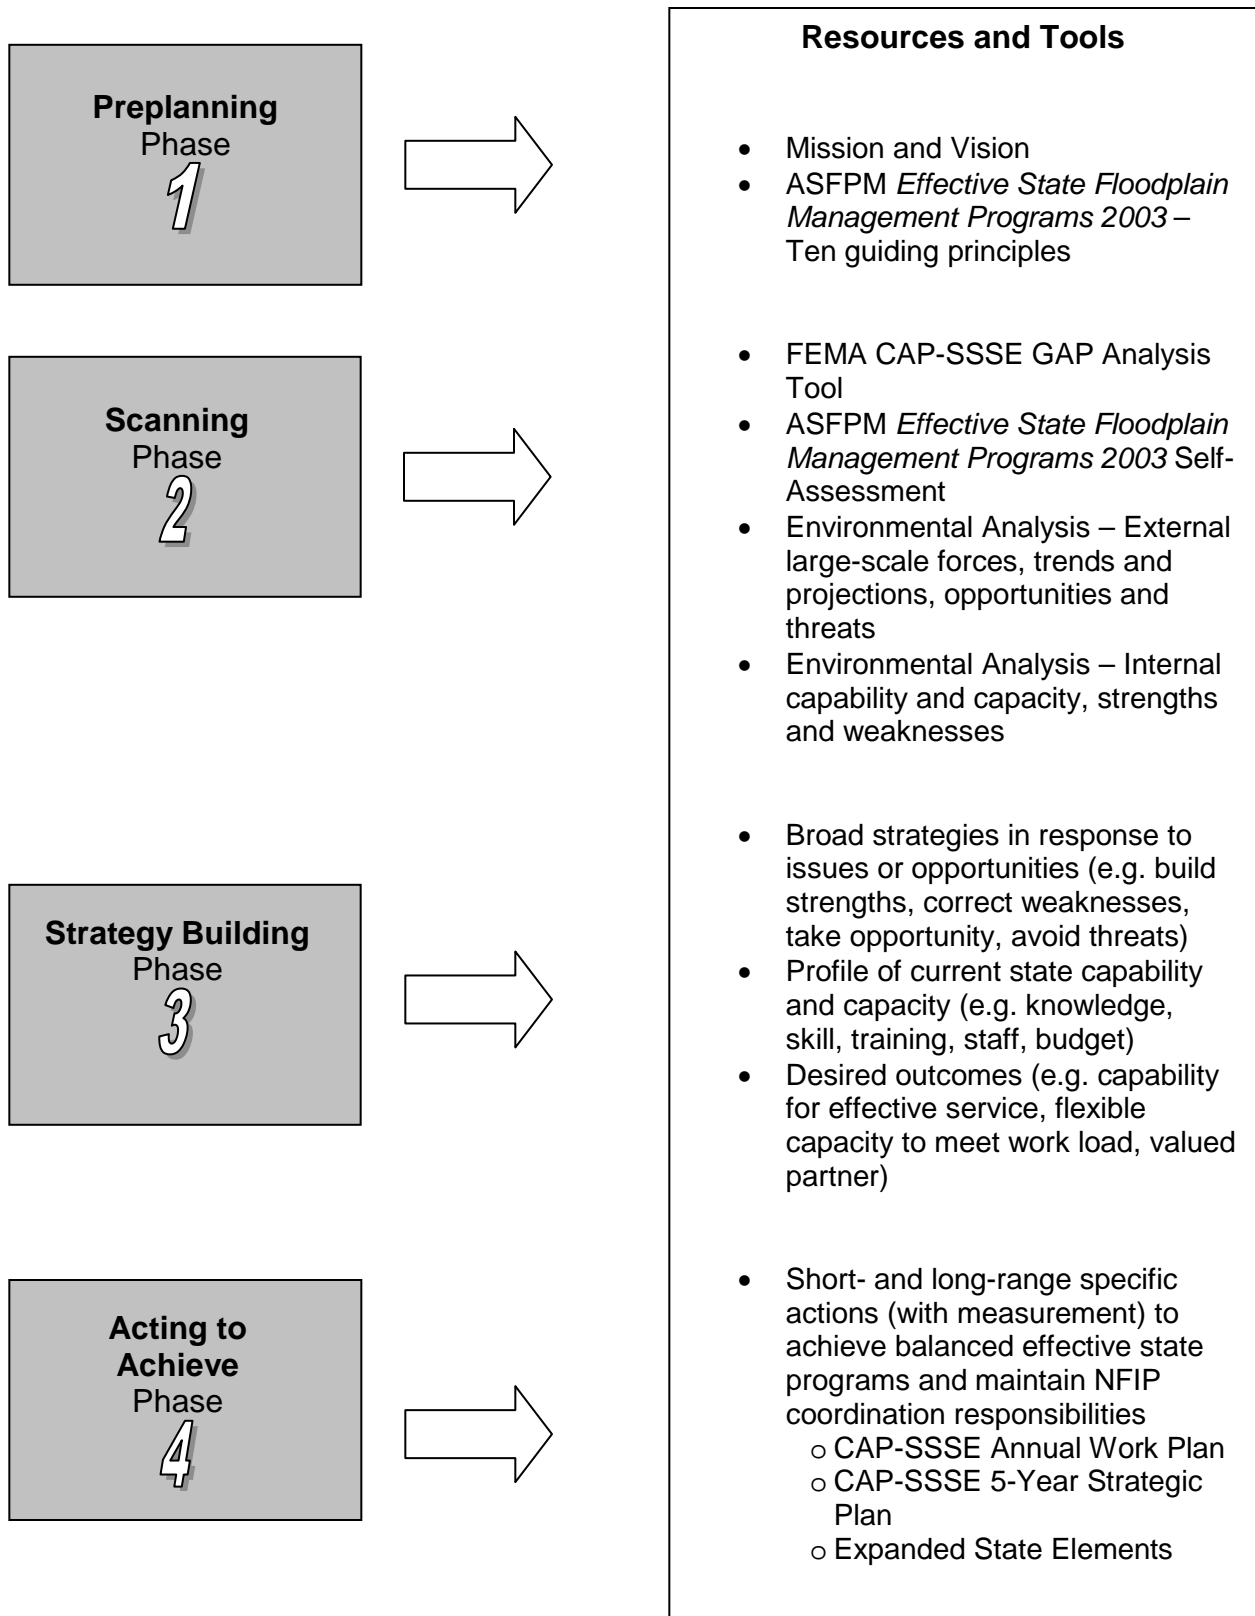 Resources and Tools
Preplanning
Phase
1
• Mission and Vision
• ASFPM Effective State Floodplain
Management Programs 2003 –
Ten guiding principles
Scanning
Phase
2
• FEMA CAP-SSSE GAP Analysis
Tool
• ASFPM Effective State Floodplain
Management Programs 2003 Self-
Assessment
• Environmental Analysis – External
large-scale forces, trends and
projections, opportunities and
threats
• Environmental Analysis – Internal
capability and capacity, strengths
and weaknesses
Strategy Building
Phase
3
• Broad strategies in response to
issues or opportunities (e.g. build
strengths, correct weaknesses,
take opportunity, avoid threats)
• Profile of current state capability
and capacity (e.g. knowledge,
skill, training, staff, budget)
• Desired outcomes (e.g. capability
for effective service, flexible
capacity to meet work load, valued
partner)
Acting to
Achieve
Phase
4
• Short- and long-range specific
actions (with measurement) to
achieve balanced effective state
programs and maintain NFIP
coordination responsibilities
o CAP-SSSE Annual Work Plan
o CAP-SSSE 5-Year Strategic
Plan
o Expanded State Elements